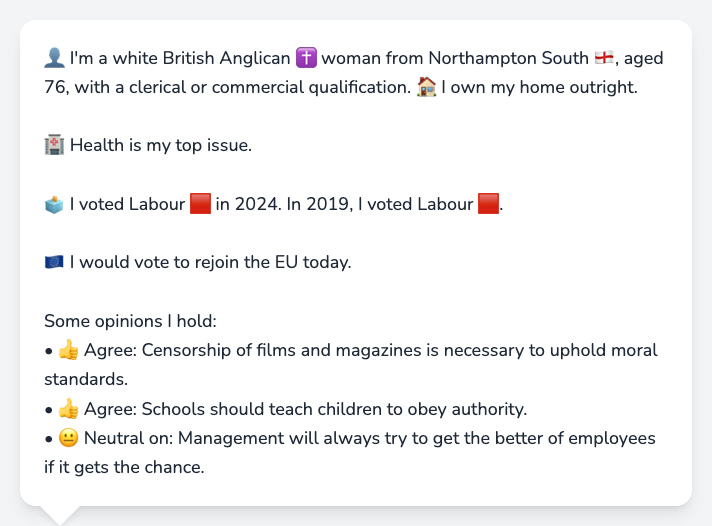 👤 I'm a white British Anglican ✝️ woman from Northampton South 🏴󠁧󠁢󠁥󠁮󠁧󠁿, aged
76, with a clerical or commercial qualification. 🏠 I own my home outright.
🏥 Health is my top issue.
🗳️ I voted Labour 🟥 in 2024. In 2019, I voted Labour 🟥.
🇪🇺 I would vote to rejoin the EU today.
Some opinions I hold:
• 👍 Agree: Censorship of films and magazines is necessary to uphold moral
standards.
• 👍 Agree: Schools should teach children to obey authority.
• 😐 Neutral on: Management will always try to get the better of employees
if it gets the chance.